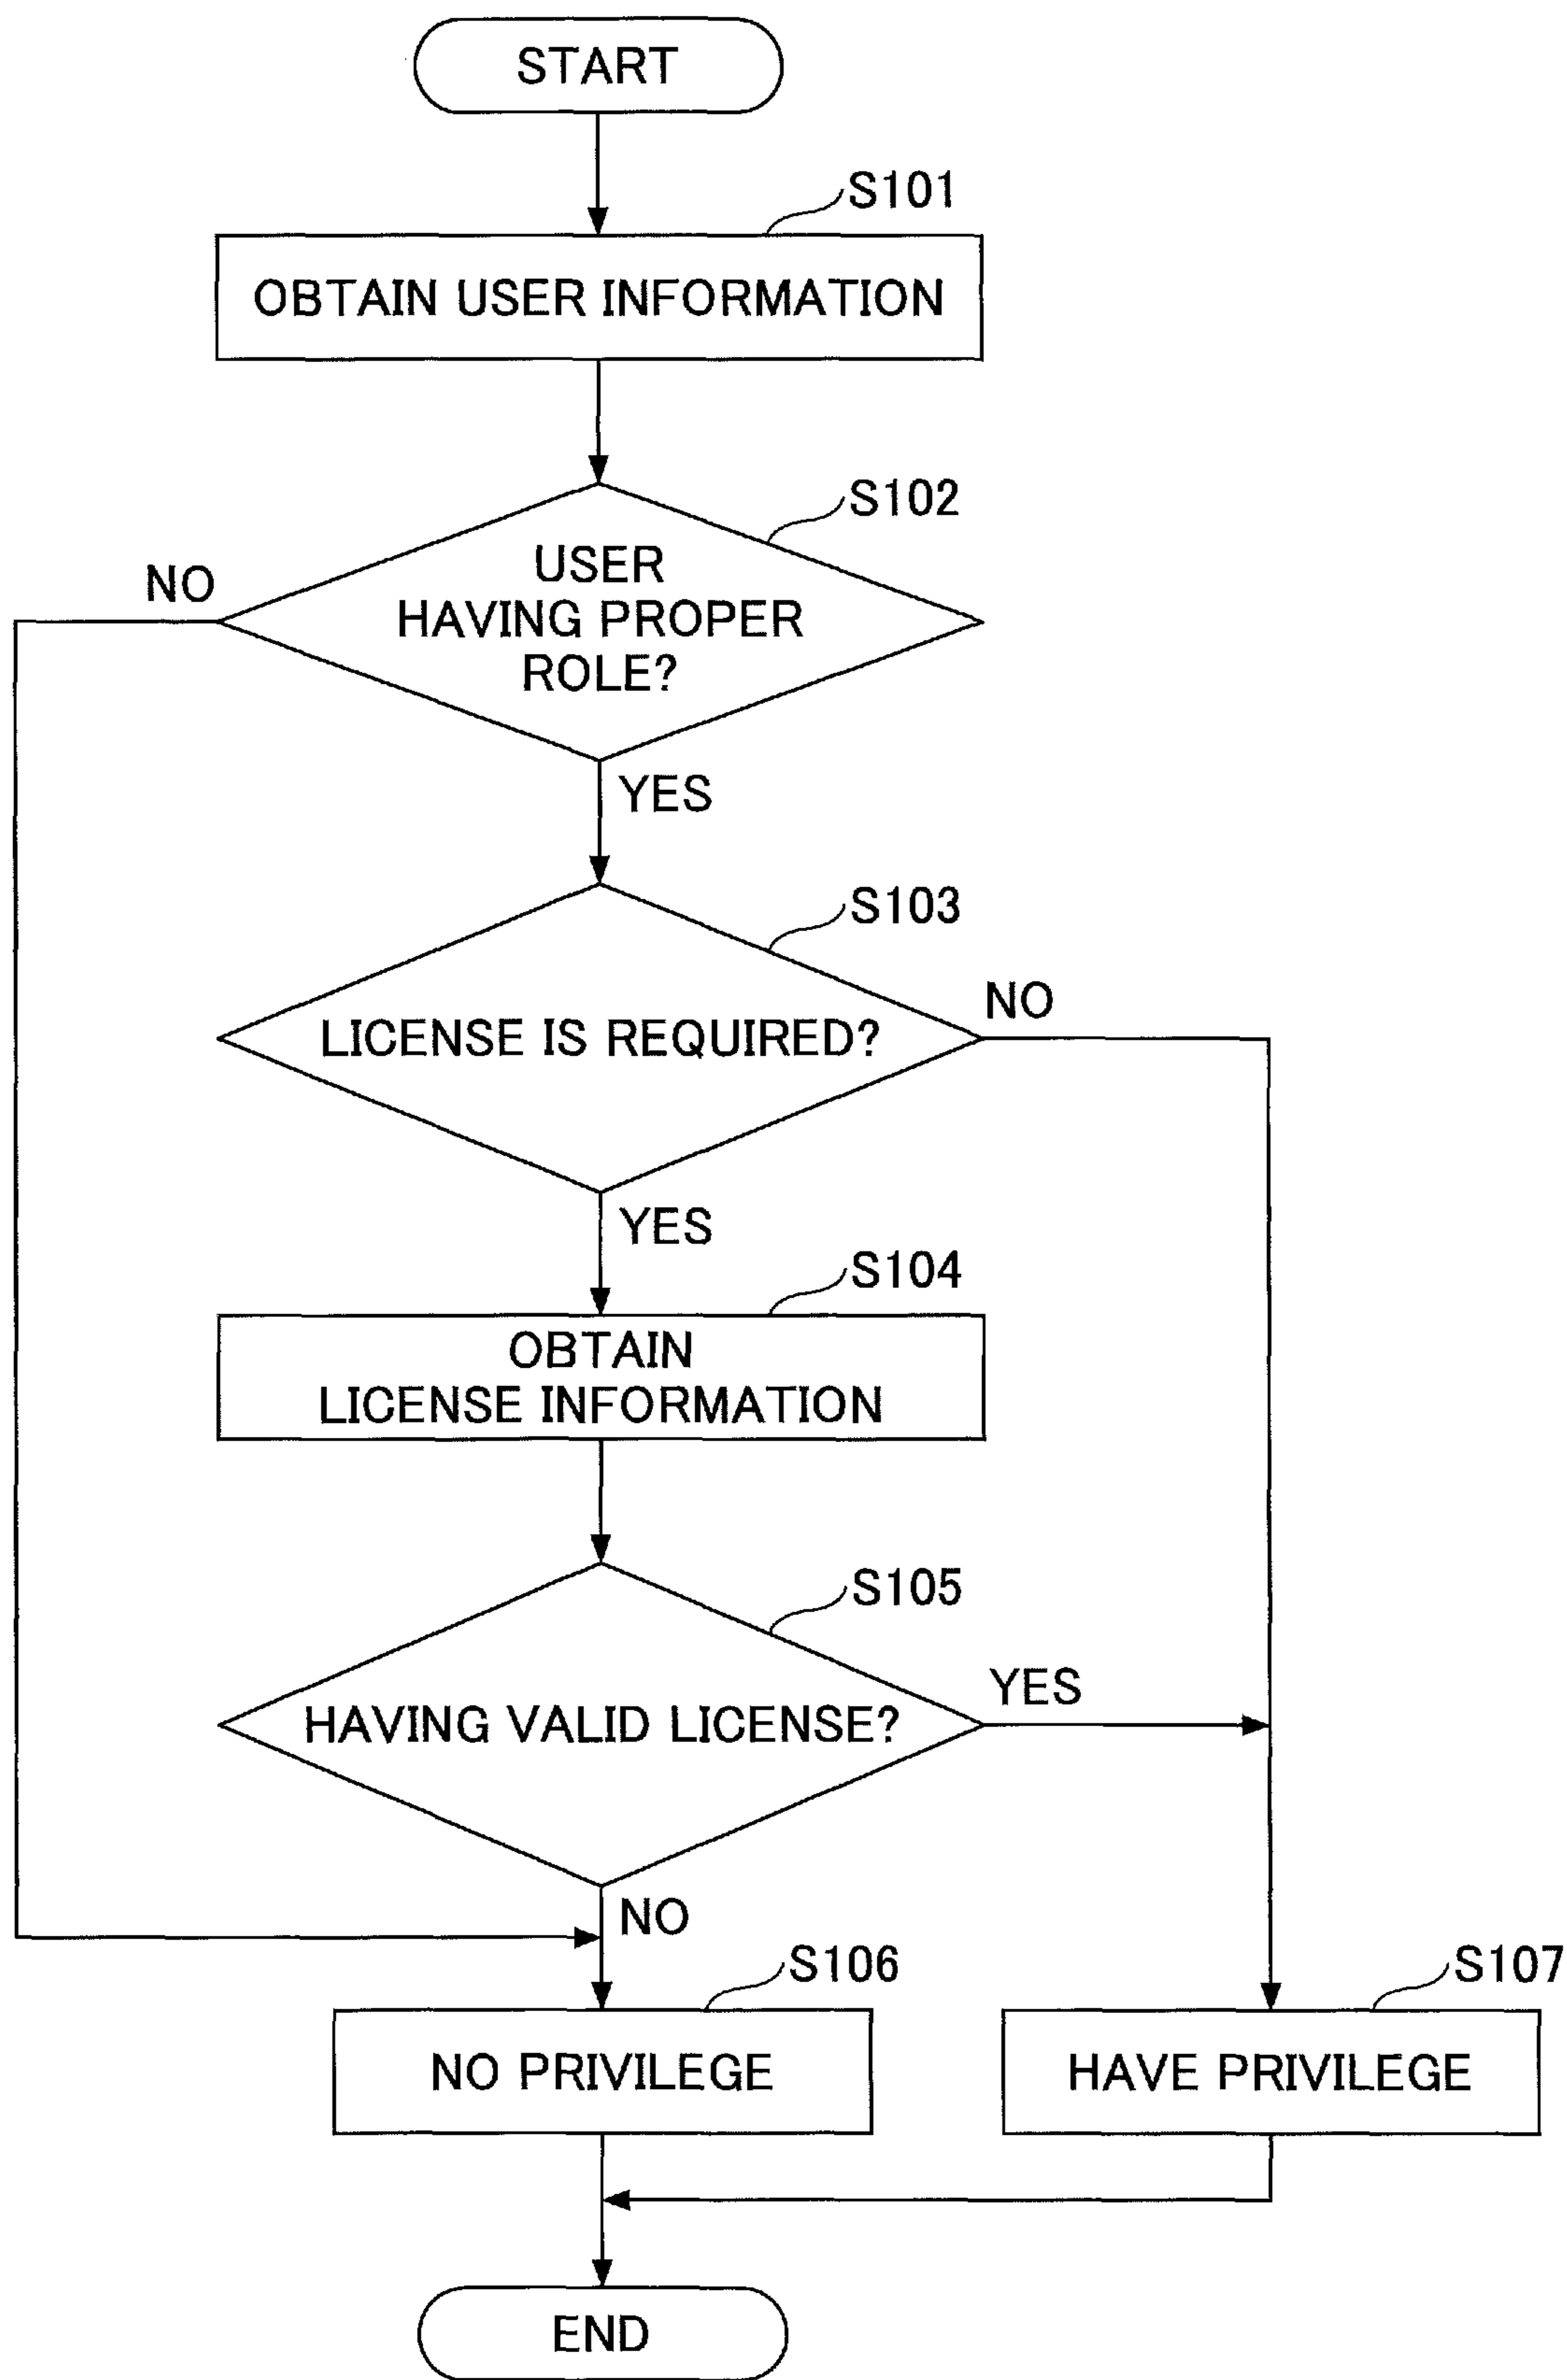 START
S101
OBTAIN USER INFORMATION
S102
NO
USER
HAVING PROPER
ROLE?
YES
S103
NO
LICENSE IS REQUIRED?
YES
S104
OBTAIN
LICENSE INFORMATION
S105
YES
HAVING VALID LICENSE?
NO
S106
S107
NO PRIVILEGE
HAVE PRIVILEGE
END